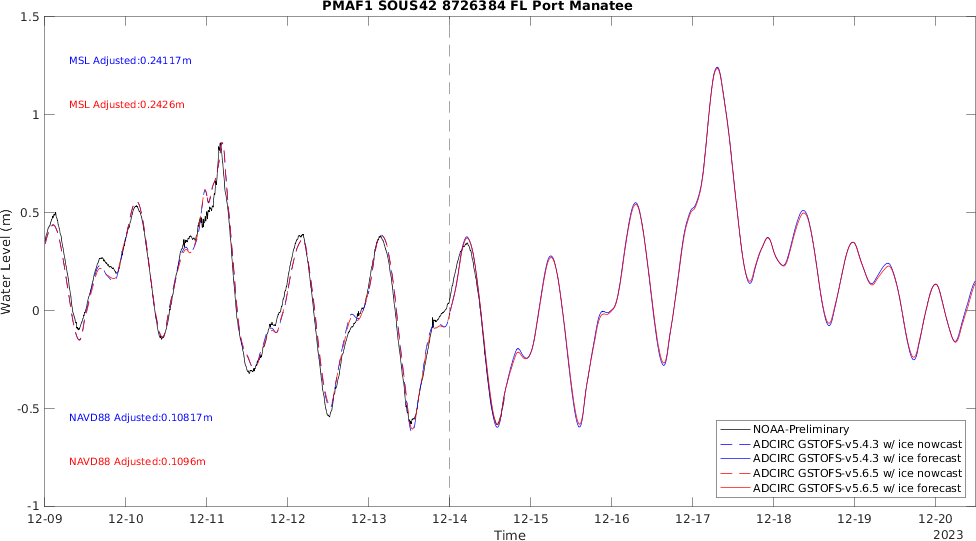 PMAF1 SOUS42 8726384 FL Port Manatee
1.5
1
0.5
0
-0.5
-1
Water Level (m)
MSL Adjusted:0.24117m
MSL Adjusted:0.2426m
NAVD88 Adjusted:0.10817m
NAVD88 Adjusted:0.1096m
NOAA-Preliminary
ADCIRC GSTOFS-v5.4.3 w/ ice nowcast
ADCIRC GSTOFS-v5.4.3 w/ ice forecast
ADCIRC GSTOFS-v5.6.5 w/ ice nowcast
ADCIRC GSTOFS-v5.6.5 w/ ice forecast
12-09 12-10 12-11 12-12 12-13 12-14 12-15 12-16 12-17 12-18 12-19 12-20
2023
Time